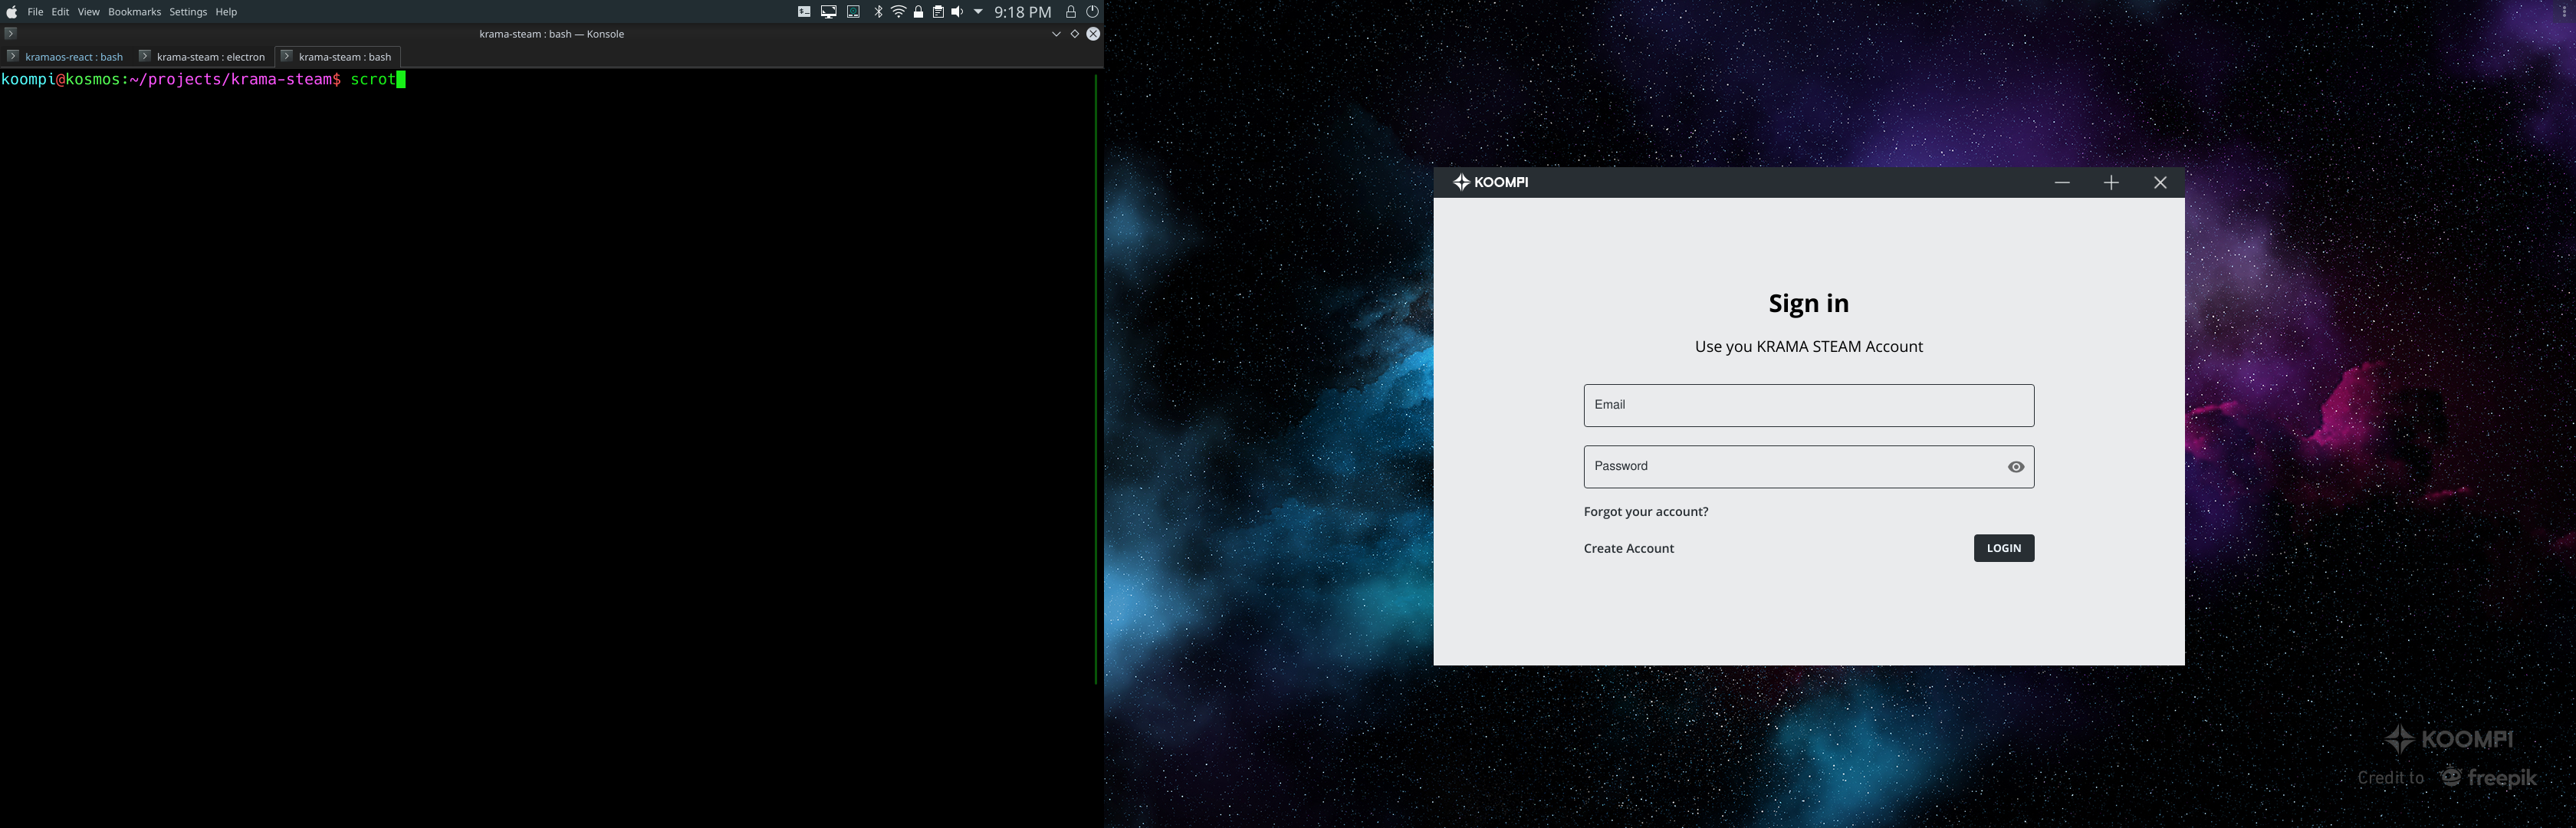 File Edit View Bookmarks Settings Help
9:18 PM
krama-steam : bash — Konsole
kramaos-react : bash
krama-steam : electron
krama-steam : bash
koompi@kosmos:~/projects/krama-steam$ scrot
KOOMPI
Sign in
Use you KRAMA STEAM Account
Email
Password
Forgot your account?
Create Account
LOGIN
KOOMPI
Credit to freepik